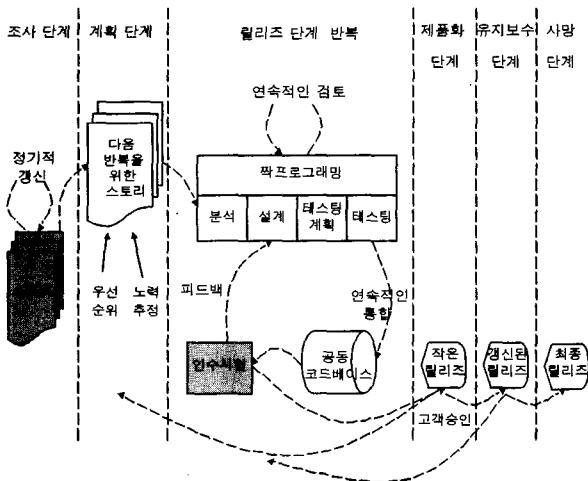 조사 단계
계획 단계
릴리즈 단계 반복
제품화
단계
유지보수
단계
사망
단계
연속적인 검토
정기적
갱신
다음
반복을
위한
스토리
짝프로그래밍
분석
설계
테스팅
계획
테스팅
우선
순위
노력
추정
피드백
연속적인
통합
인수시험
공동
코드베이스
작은
릴리즈
갱신된
릴리즈
최종
릴리즈
고객승인